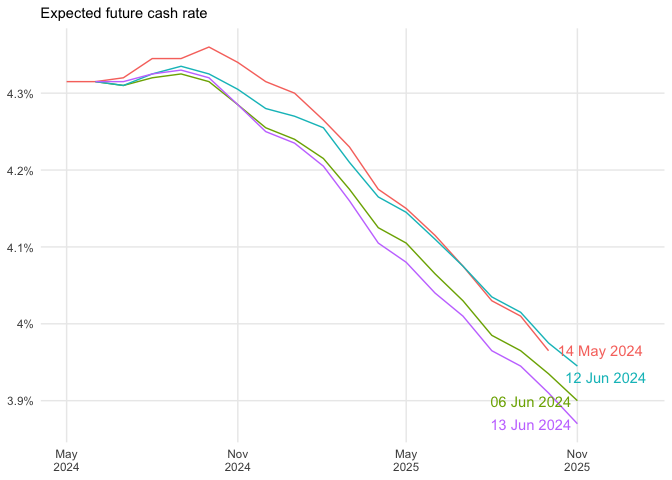 Expected future cash rate
4.3%
4.2%
4.1%
4%
3.9%
14 May 2024
12 Jun 2024
06 Jun 2024
13 Jun 2024
May
2024
Nov
2024
May
2025
Nov
2025